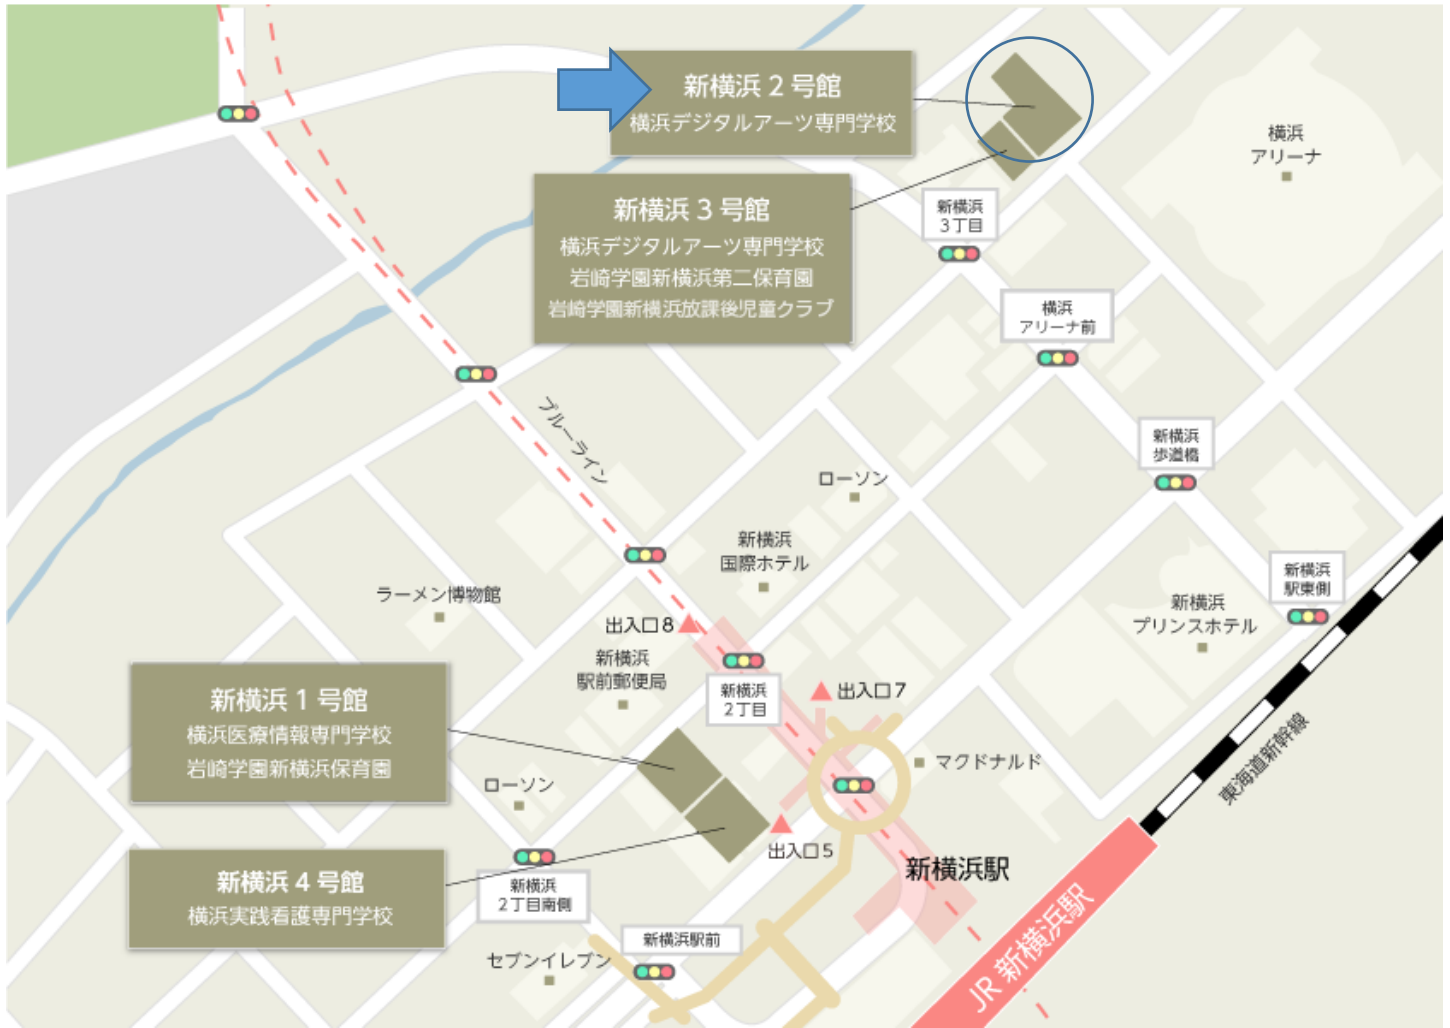 新横浜２号館
横浜デジタルアーツ専門学校
横浜
アリーナ
新横浜３号館
横浜デジタルアーツ専門学校
岩崎学園新横浜第二保育園
岩崎学園新横浜放課後児童クラブ
新横浜
３丁目
横浜
アリーナ前
ブルーライン
新横浜
歩道橋
ローソン
新横浜
国際ホテル
新横浜
駅東側
ラーメン博物館
新横浜
プリンスホテル
出入口８
新横浜
駅前郵便局
新横浜
２丁目
出入口７
新横浜１号館
横浜医療情報専門学校
岩崎学園新横浜保育園
マクドナルド
東海道新幹線
ローソン
出入口５
新横浜駅
新横浜４号館
横浜実践看護専門学校
新横浜
２丁目南側
新横浜駅前
セブンイレブン
JR 新横浜駅